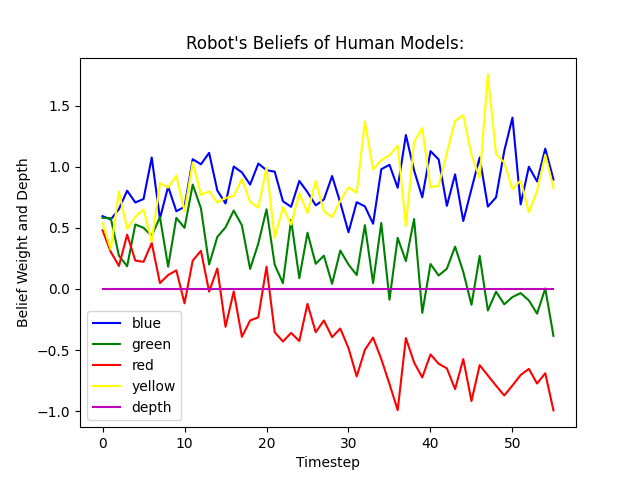 Robot's Beliefs of Human Models:
Belief Weight and Depth
1.5
1.0
0.5
0.0
−0.5
−1.0
blue
green
red
yellow
depth
0 10 20 30 40 50
Timestep